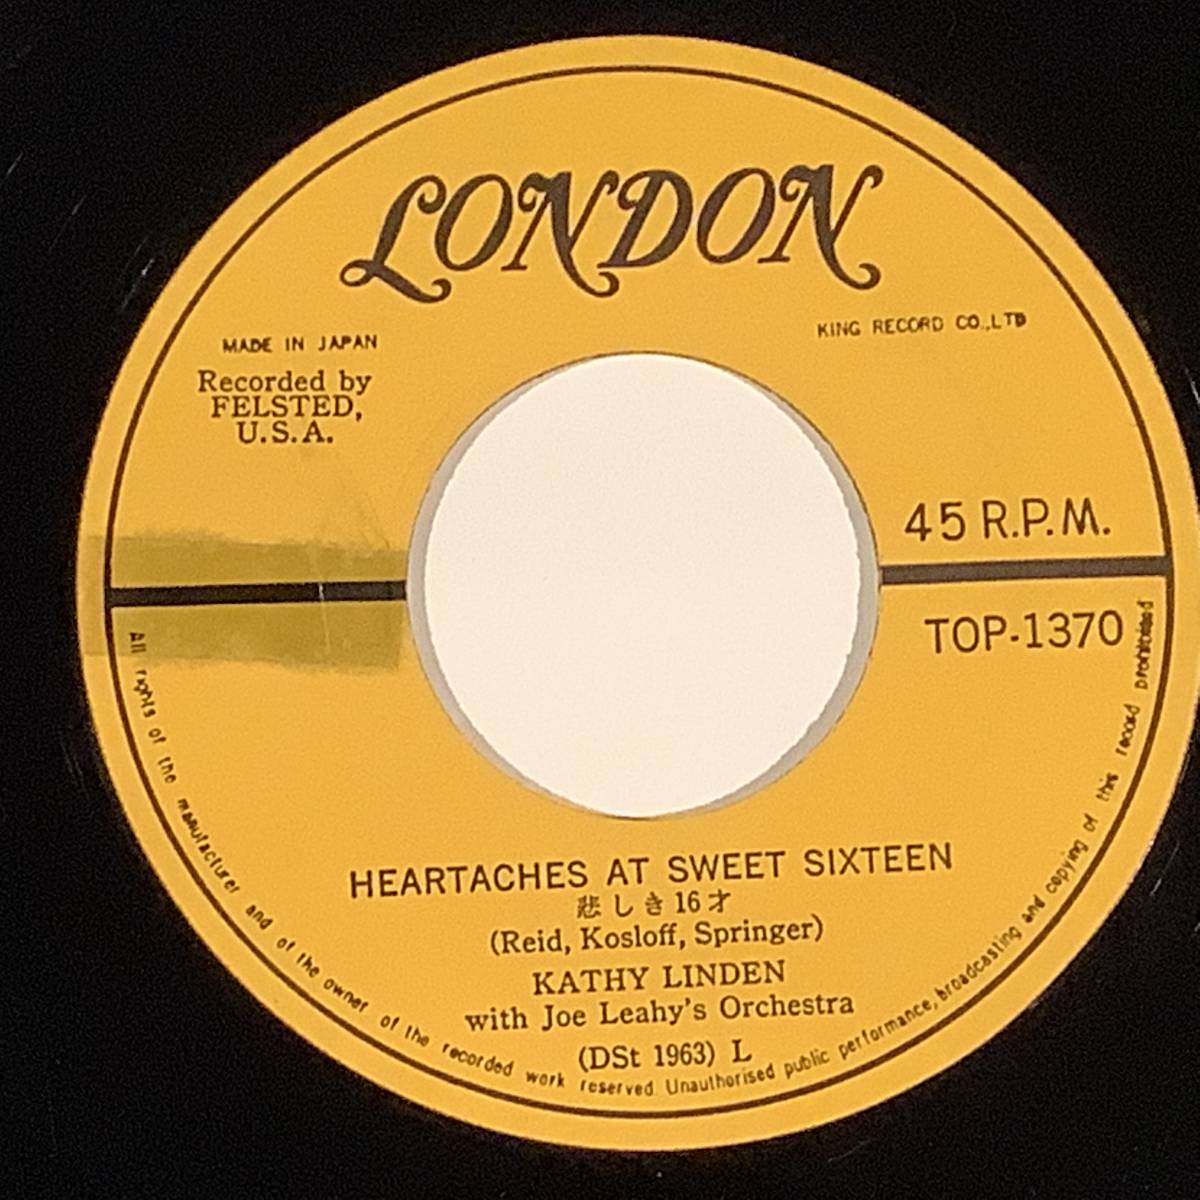 LONDON
MADE IN JAPAN
KING RECORD CO.,LTD
Recorded by
FELSTED,
U.S.A.
45 R.P.M.
TOP-1370
HEARTACHES AT SWEET SIXTEEN
悲しき16才
(Reid, Kosloff, Springer)
KATHY LINDEN
with Joe Leahy's Orchestra
(DSt 1963) L
All rights of the manufacturer and of the owner of the recorded work reserved. Unauthorised public performance, broadcasting and copying of this record prohibited